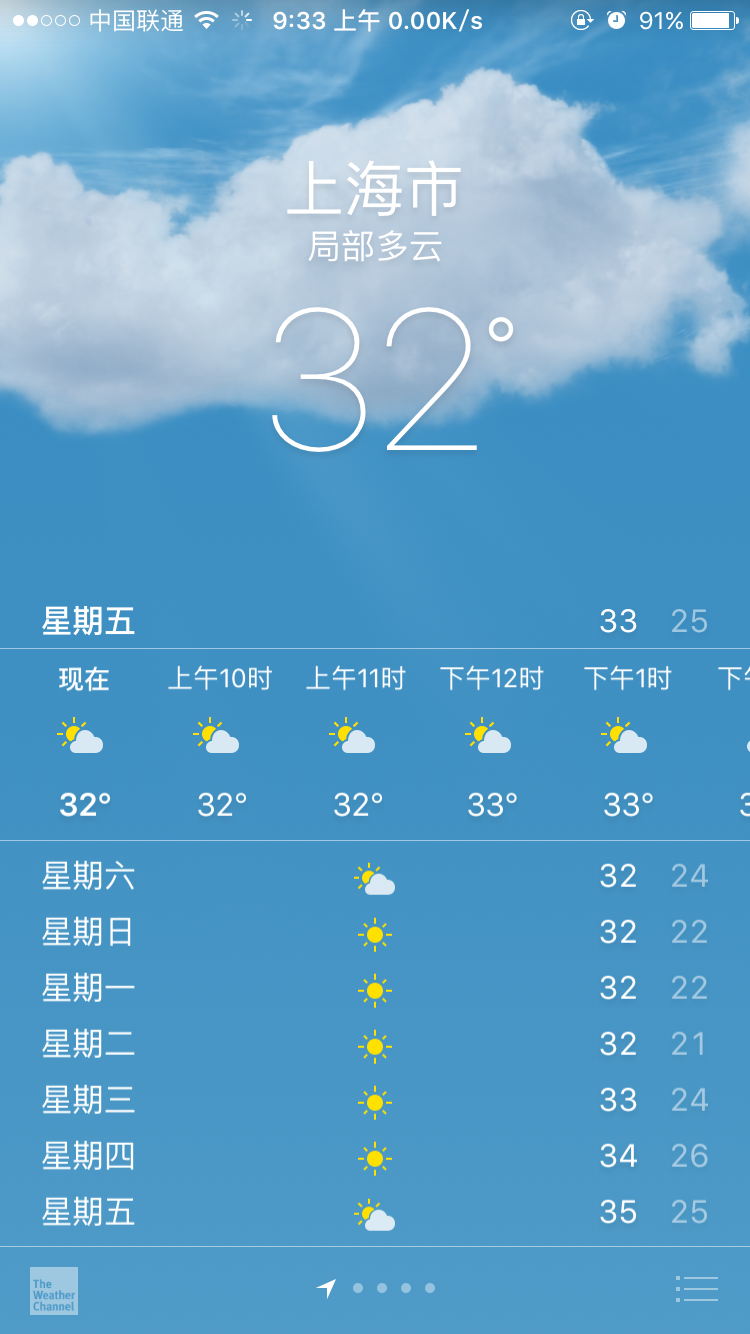 中国联通 9:33 上午 0.00K/s 91%
上海市
局部多云
32°
星期五 33 25
现在 上午10时 上午11时 下午12时 下午1时
32° 32° 32° 33° 33°
星期六 32 24
星期日 32 22
星期一 32 22
星期二 32 21
星期三 33 24
星期四 34 26
星期五 35 25
The
Weather
Channel